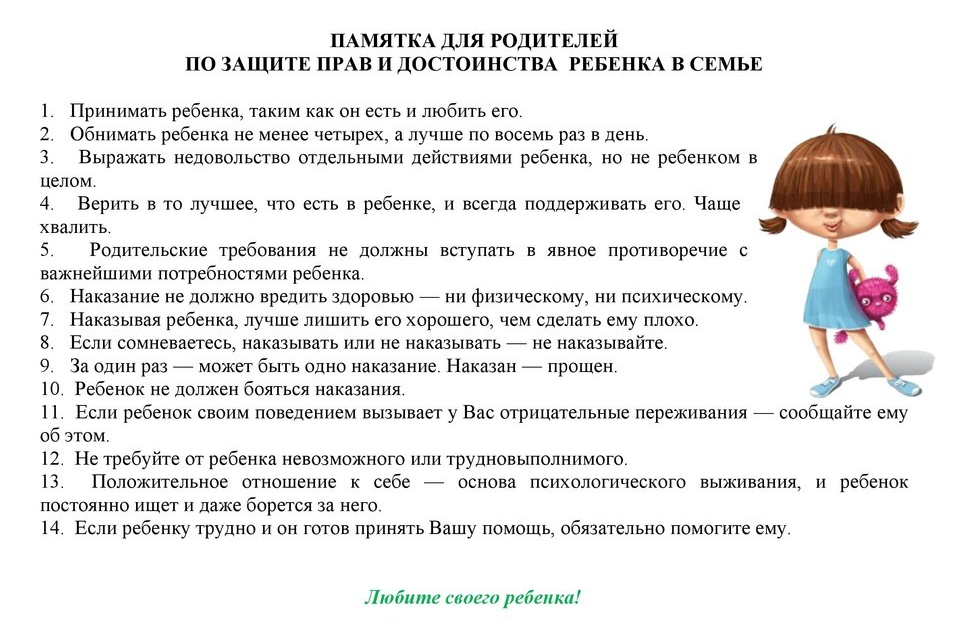 ПАМЯТКА ДЛЯ РОДИТЕЛЕЙ
ПО ЗАЩИТЕ ПРАВ И ДОСТОИНСТВА РЕБЕНКА В СЕМЬЕ
1. Принимать ребенка, таким как он есть и любить его.
2. Обнимать ребенка не менее четырех, а лучше по восемь раз в день.
3. Выражать недовольство отдельными действиями ребенка, но не ребенком в
целом.
4. Верить в то лучшее, что есть в ребенке, и всегда поддерживать его. Чаще
хвалить.
5. Родительские требования не должны вступать в явное противоречие с
важнейшими потребностями ребенка.
6. Наказание не должно вредить здоровью — ни физическому, ни психическому.
7. Наказывая ребенка, лучше лишить его хорошего, чем сделать ему плохо.
8. Если сомневаетесь, наказывать или не наказывать — не наказывайте.
9. За один раз — может быть одно наказание. Наказан — прощен.
10. Ребенок не должен бояться наказания.
11. Если ребенок своим поведением вызывает у Вас отрицательные переживания — сообщайте ему
об этом.
12. Не требуйте от ребенка невозможного или трудновыполнимого.
13. Положительное отношение к себе — основа психологического выживания, и ребенок
постоянно ищет и даже борется за него.
14. Если ребенку трудно и он готов принять Вашу помощь, обязательно помогите ему.
Любите своего ребенка!